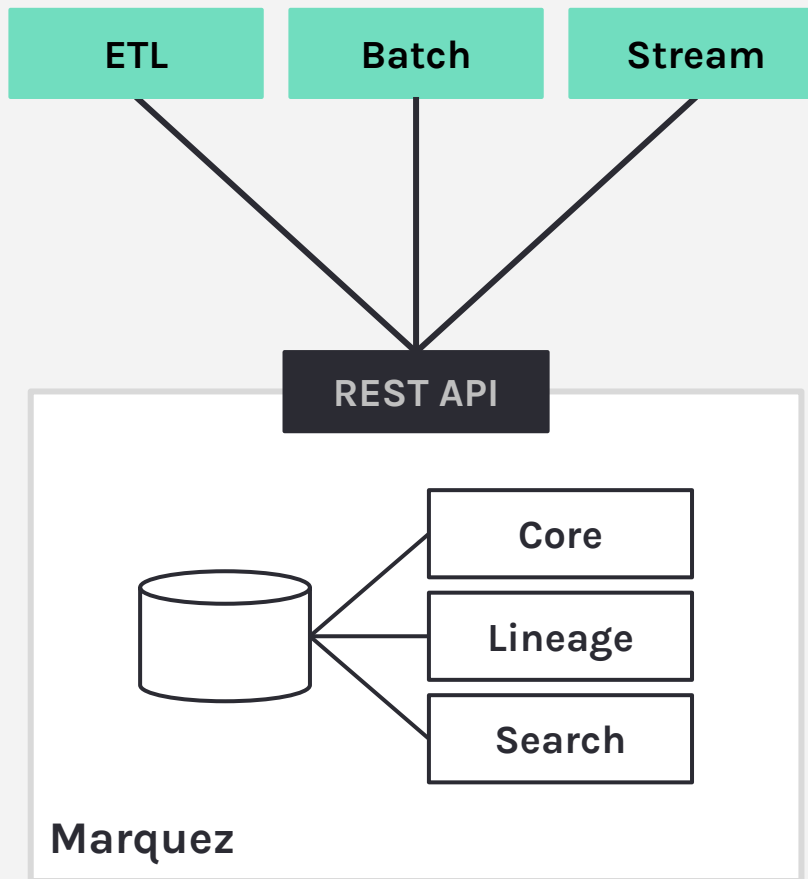 ETL
Batch
Stream
REST API
Core
Lineage
Search
Marquez